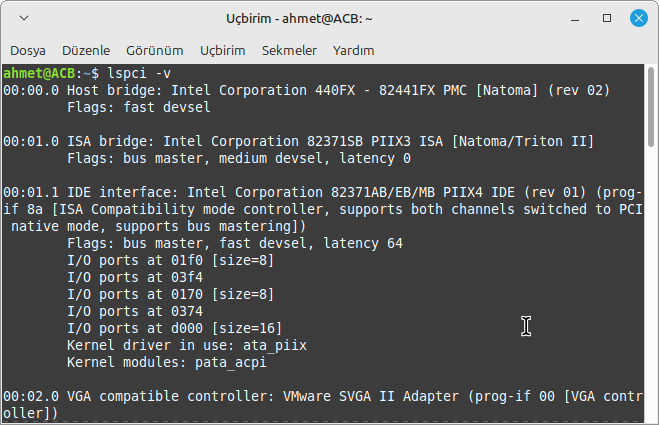 Uçbirim - ahmet@ACB: ~
Dosya Düzenle Görünüm Uçbirim Sekmeler Yardım
ahmet@ACB:~$ lspci -v
00:00.0 Host bridge: Intel Corporation 440FX - 82441FX PMC [Natoma] (rev 02)
        Flags: fast devsel

00:01.0 ISA bridge: Intel Corporation 82371SB PIIX3 ISA [Natoma/Triton II]
        Flags: bus master, medium devsel, latency 0

00:01.1 IDE interface: Intel Corporation 82371AB/EB/MB PIIX4 IDE (rev 01) (prog-
if 8a [ISA Compatibility mode controller, supports both channels switched to PCI
 native mode, supports bus mastering])
        Flags: bus master, fast devsel, latency 64
        I/O ports at 01f0 [size=8]
        I/O ports at 03f4
        I/O ports at 0170 [size=8]
        I/O ports at 0374
        I/O ports at d000 [size=16]
        Kernel driver in use: ata_piix
        Kernel modules: pata_acpi

00:02.0 VGA compatible controller: VMware SVGA II Adapter (prog-if 00 [VGA contr
oller])